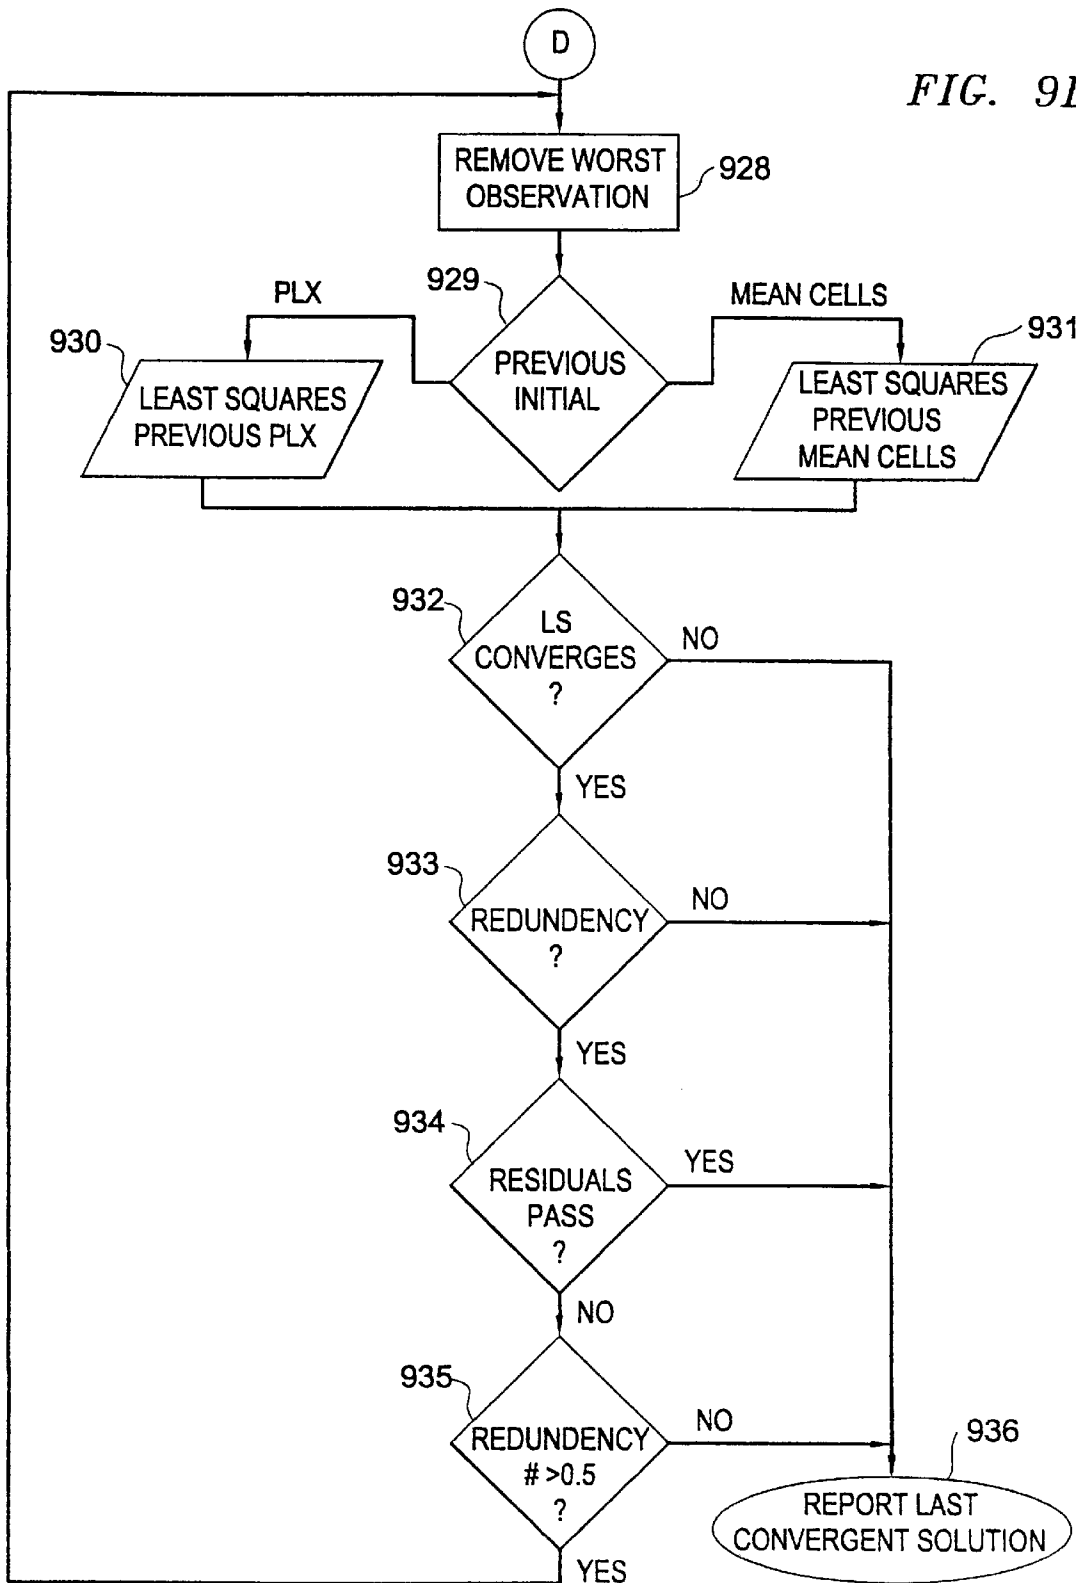 D
FIG. 9
REMOVE WORST
OBSERVATION
928
929
PLX
MEAN CELLS
930
931
PREVIOUS
INITIAL
LEAST SQUARES
PREVIOUS PLX
LEAST SQUARES
PREVIOUS
MEAN CELLS
932
LS
CONVERGES
?
NO
YES
933
REDUNDENCY
?
NO
YES
934
RESIDUALS
PASS
?
YES
NO
935
REDUNDENCY
# >0.5
?
NO
YES
936
REPORT LAST
CONVERGENT SOLUTION